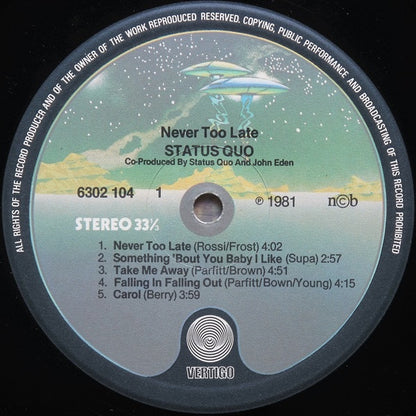 ALL RIGHTS OF THE RECORD PRODUCER AND OF THE OWNER OF THE WORK REPRODUCED RESERVED. COPYING, PUBLIC PERFORMANCE AND BROADCASTING OF THIS RECORD PROHIBITED
Never Too Late
STATUS QUO
Co-Produced By Status Quo And John Eden
6302 104 1 ℗ 1981 n©b
STEREO 33⅓
1. Never Too Late (Rossi/Frost) 4:02
2. Something 'Bout You Baby I Like (Supa) 2:57
3. Take Me Away (Parfitt/Brown) 4:51
4. Falling In Falling Out (Parfitt/Bown/Young) 4:15
5. Carol (Berry) 3:59
VERTIGO